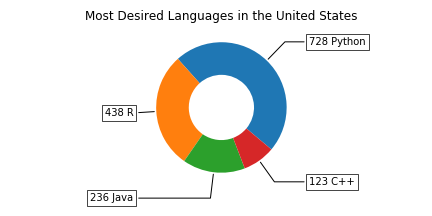 Most Desired Languages in the United States
728 Python
438 R
236 Java
123 C++